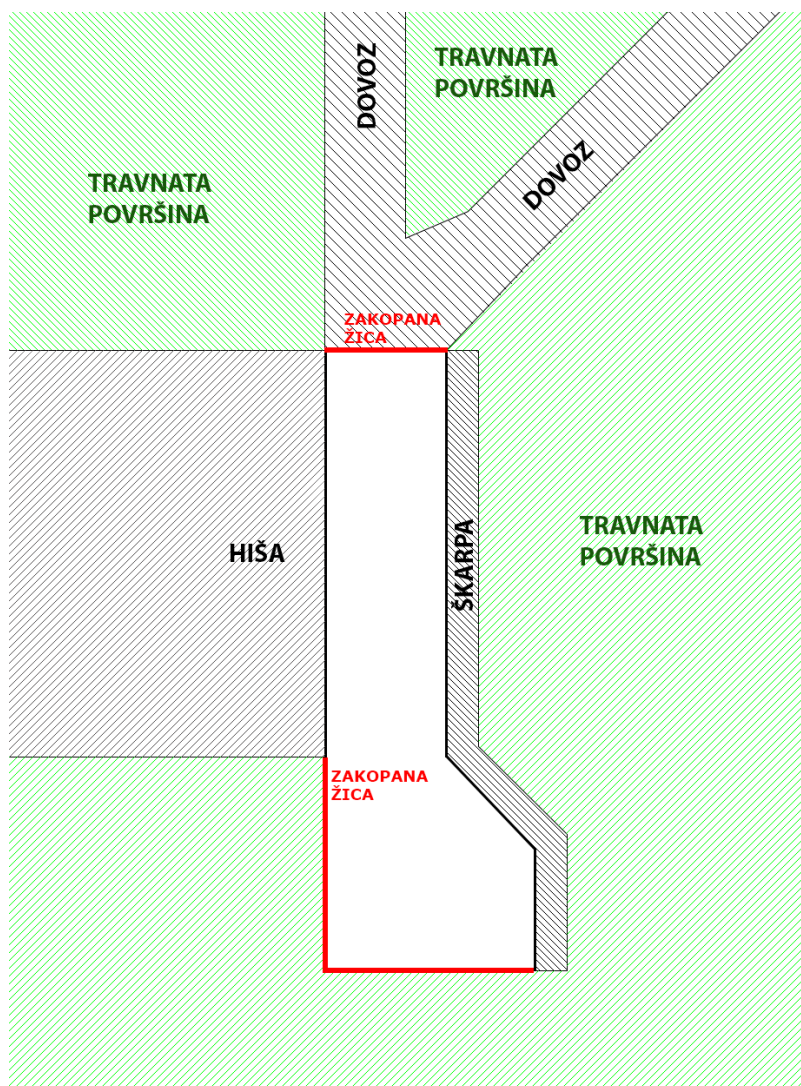 DOVOZ
TRAVNATA
POVRŠINA
DOVOZ
TRAVNATA
POVRŠINA
ZAKOPANA
ŽICA
HIŠA
ŠKARPA
TRAVNATA
POVRŠINA
ZAKOPANA
ŽICA